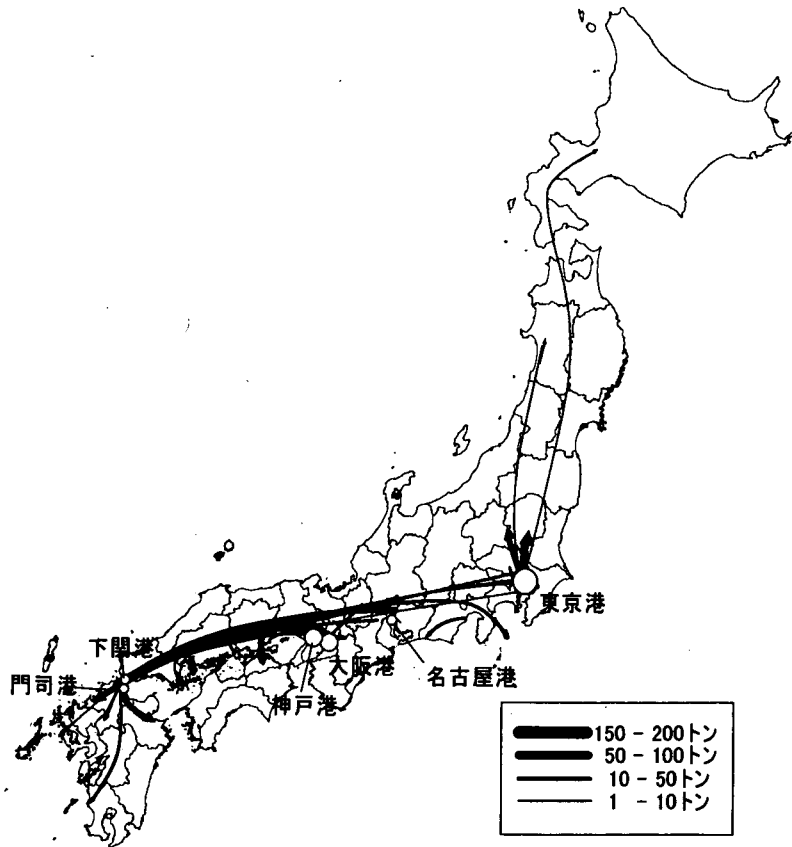 東京港
下関港
大阪港
名古屋港
門司港
神戸港
150 - 200トン
50 - 100トン
10 - 50トン
1 - 10トン